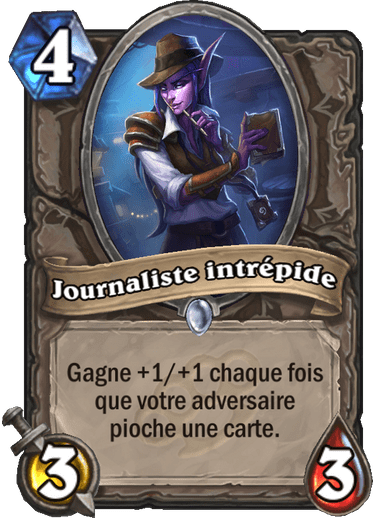 4
Journaliste intrépide
Gagne +1/+1 chaque fois
que votre adversaire
pioche une carte.
3
3